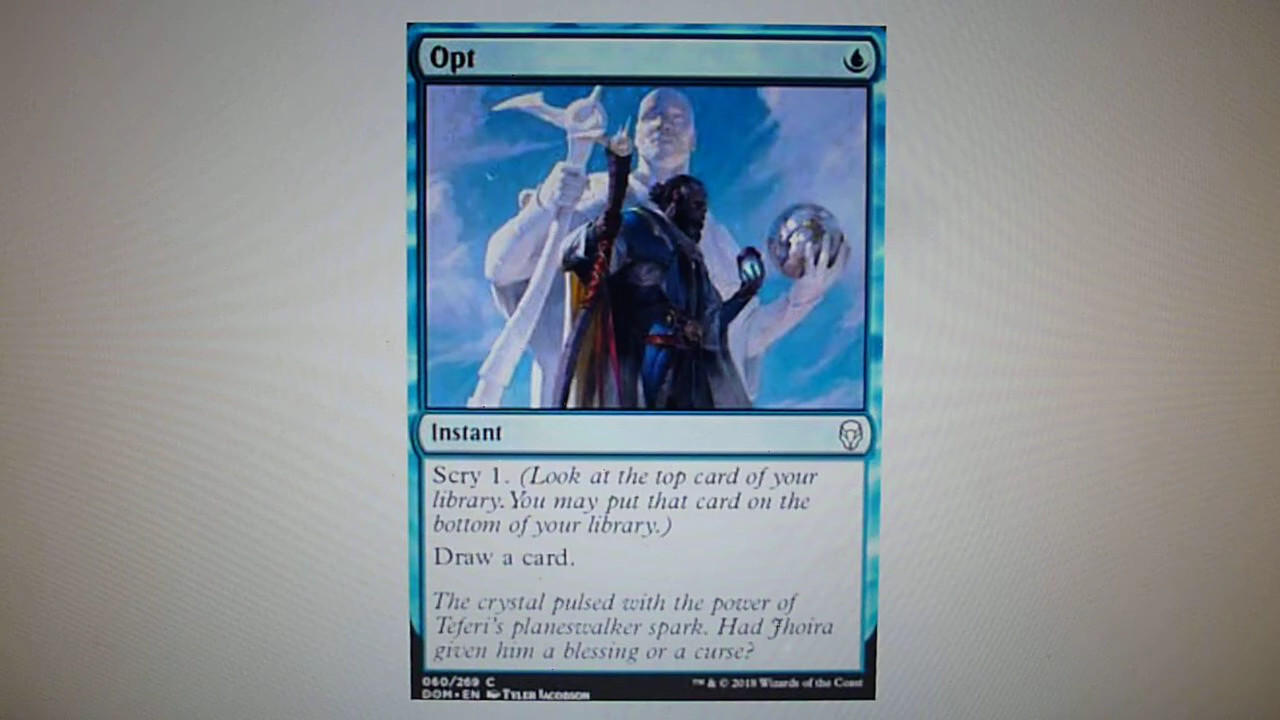 Opt
Instant
Scry 1. (Look at the top card of your
library. You may put that card on the
bottom of your library.)
Draw a card.
The crystal pulsed with the power of
Teferi's planeswalker spark. Had Jhoira
given him a blessing or a curse?
060/269 C
DOM • EN Tyler Jacobson
™ & © 2018 Wizards of the Coast